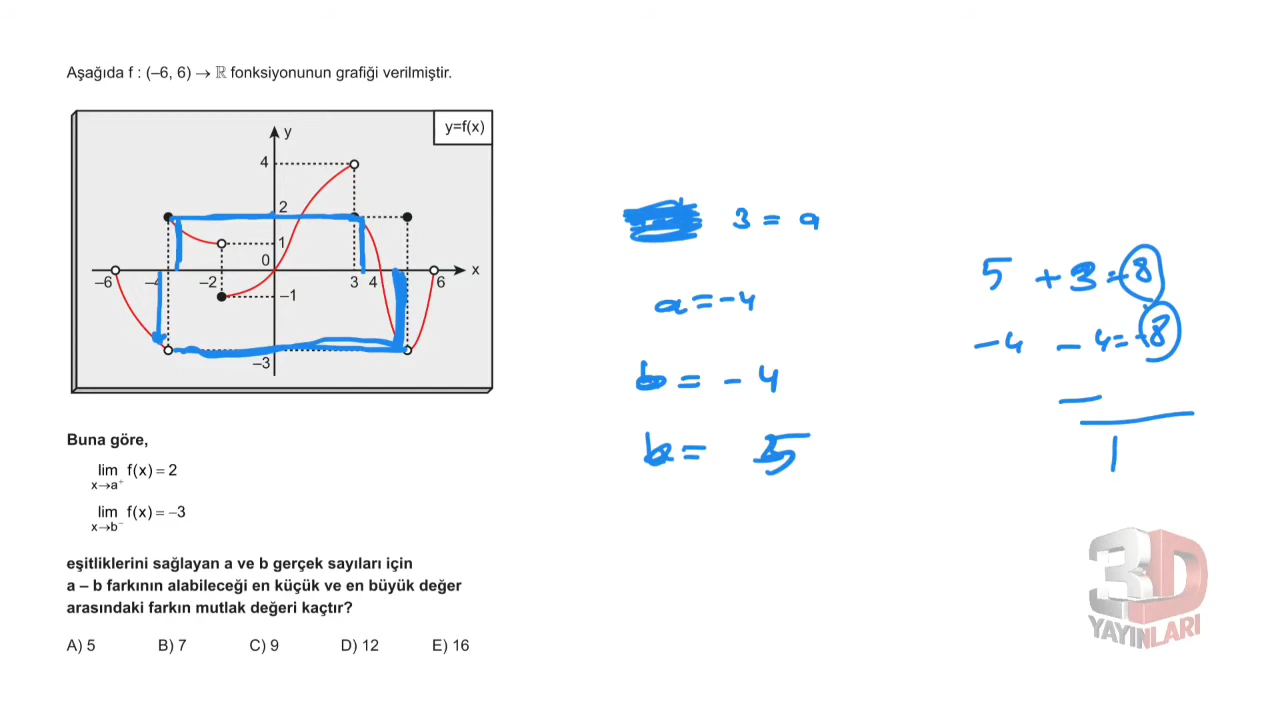 Aşağıda f : (–6, 6) → ℝ fonksiyonunun grafiği verilmiştir.
y=f(x)
y
4
2
1
0
x
–6
–4
–2
3
4
6
–1
–3
Buna göre,
lim f(x) = 2
x→a⁺
lim f(x) = –3
x→b⁻
eşitliklerini sağlayan a ve b gerçek sayıları için
a – b farkının alabileceği en küçük ve en büyük değer
arasındaki farkın mutlak değeri kaçtır?
A) 5 B) 7 C) 9 D) 12 E) 16
3 = a
a = -4
b = - 4
b = 5
5 + 3 = 8
-4 - 4 = 8
3D
YAYINLARI